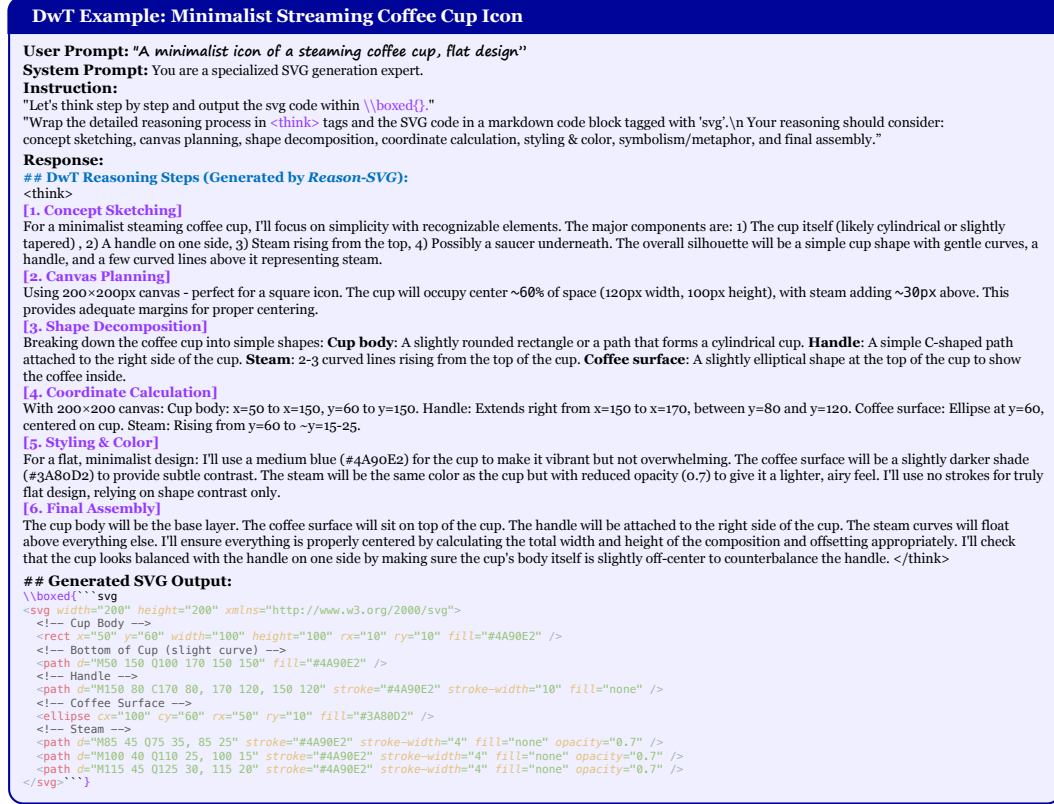 DwT Example: Minimalist Streaming Coffee Cup Icon
User Prompt: "A minimalist icon of a steaming coffee cup, flat design”
System Prompt: You are a specialized SVG generation expert.
Instruction:
"Let's think step by step and output the svg code within \\boxed{}."
"Wrap the detailed reasoning process in <think> tags and the SVG code in a markdown code block tagged with 'svg’.\n Your reasoning should consider:
concept sketching, canvas planning, shape decomposition, coordinate calculation, styling & color, symbolism/metaphor, and final assembly.”
Response:
## DwT Reasoning Steps (Generated by Reason-SVG):
<think>
[1. Concept Sketching]
For a minimalist steaming coffee cup, I'll focus on simplicity with recognizable elements. The major components are: 1) The cup itself (likely cylindrical or slightly
tapered) , 2) A handle on one side, 3) Steam rising from the top, 4) Possibly a saucer underneath. The overall silhouette will be a simple cup shape with gentle curves, a
handle, and a few curved lines above it representing steam.
[2. Canvas Planning]
Using 200×200px canvas - perfect for a square icon. The cup will occupy center ~60% of space (120px width, 100px height), with steam adding ~30px above. This
provides adequate margins for proper centering.
[3. Shape Decomposition]
Breaking down the coffee cup into simple shapes: Cup body: A slightly rounded rectangle or a path that forms a cylindrical cup. Handle: A simple C-shaped path
attached to the right side of the cup. Steam: 2-3 curved lines rising from the top of the cup. Coffee surface: A slightly elliptical shape at the top of the cup to show
the coffee inside.
[4. Coordinate Calculation]
With 200×200 canvas: Cup body: x=50 to x=150, y=60 to y=150. Handle: Extends right from x=150 to x=170, between y=80 and y=120. Coffee surface: Ellipse at y=60,
centered on cup. Steam: Rising from y=60 to ~y=15-25.
[5. Styling & Color]
For a flat, minimalist design: I'll use a medium blue (#4A90E2) for the cup to make it vibrant but not overwhelming. The coffee surface will be a slightly darker shade
(#3A80D2) to provide subtle contrast. The steam will be the same color as the cup but with reduced opacity (0.7) to give it a lighter, airy feel. I'll use no strokes for truly
flat design, relying on shape contrast only.
[6. Final Assembly]
The cup body will be the base layer. The coffee surface will sit on top of the cup. The handle will be attached to the right side of the cup. The steam curves will float
above everything else. I'll ensure everything is properly centered by calculating the total width and height of the composition and offsetting appropriately. I'll check
that the cup looks balanced with the handle on one side by making sure the cup's body itself is slightly off-center to counterbalance the handle. </think>
## Generated SVG Output:
\\boxed{```svg
<svg width="200" height="200" xmlns="http://www.w3.org/2000/svg">
<!-- Cup Body -->
<rect x="50" y="60" width="100" height="100" rx="10" ry="10" fill="#4A90E2" />
<!-- Bottom of Cup (slight curve) -->
<path d="M50 150 Q100 170 150 150" fill="#4A90E2" />
<!-- Handle -->
<path d="M150 80 C170 80, 170 120, 150 120" stroke="#4A90E2" stroke-width="10" fill="none" />
<!-- Coffee Surface -->
<ellipse cx="100" cy="60" rx="50" ry="10" fill="#3A80D2" />
<!-- Steam -->
<path d="M85 45 Q75 35, 85 25" stroke="#4A90E2" stroke-width="4" fill="none" opacity="0.7" />
<path d="M100 40 Q110 25, 100 15" stroke="#4A90E2" stroke-width="4" fill="none" opacity="0.7" />
<path d="M115 45 Q125 30, 115 20" stroke="#4A90E2" stroke-width="4" fill="none" opacity="0.7" />
</svg>```}